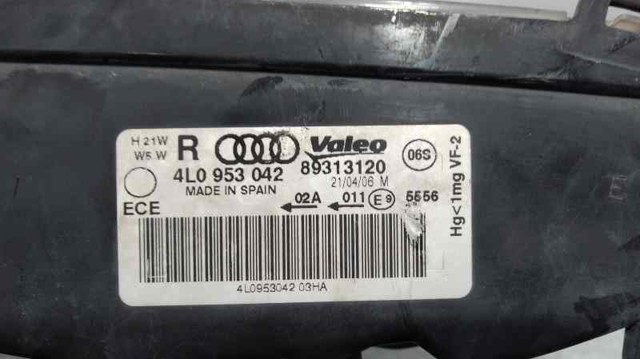 H 21W
W5 W
R
Valeo
4L0 953 042
89313120
06S
MADE IN SPAIN
21/04/06 M
ECE
02A
011
E9
5556
Hg<1mg VF-2
4L0953042 03HA